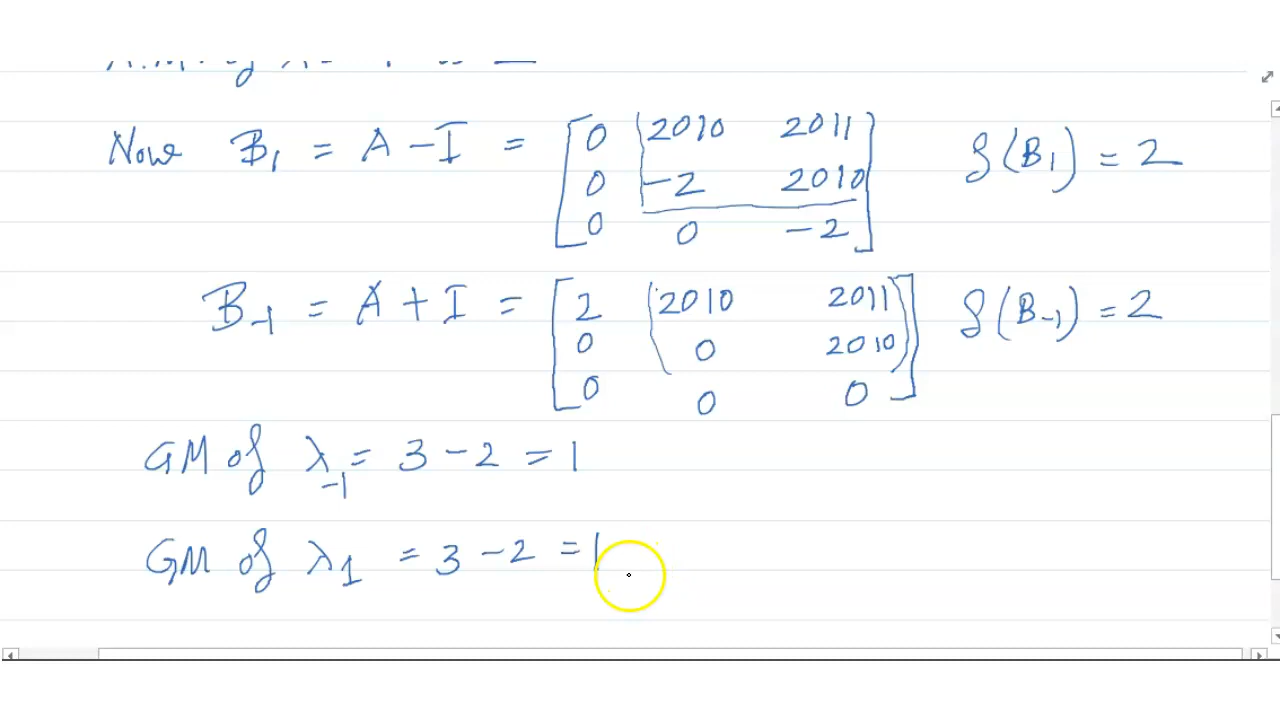 Now B₁ = A − I = [0 2010 2011
0 −2 2010
0 0 −2] ρ(B₁) = 2
B₋₁ = A + I = [2 2010 2011
0 0 2010
0 0 0] ρ(B₋₁) = 2
GM of λ₋₁ = 3 − 2 = 1
GM of λ₁ = 3 − 2 = 1